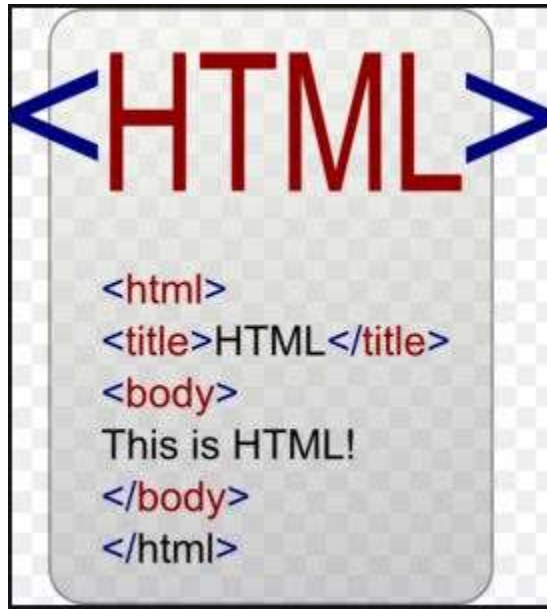 <HTML>
<html>
<title>HTML</title>
<body>
This is HTML!
</body>
</html>